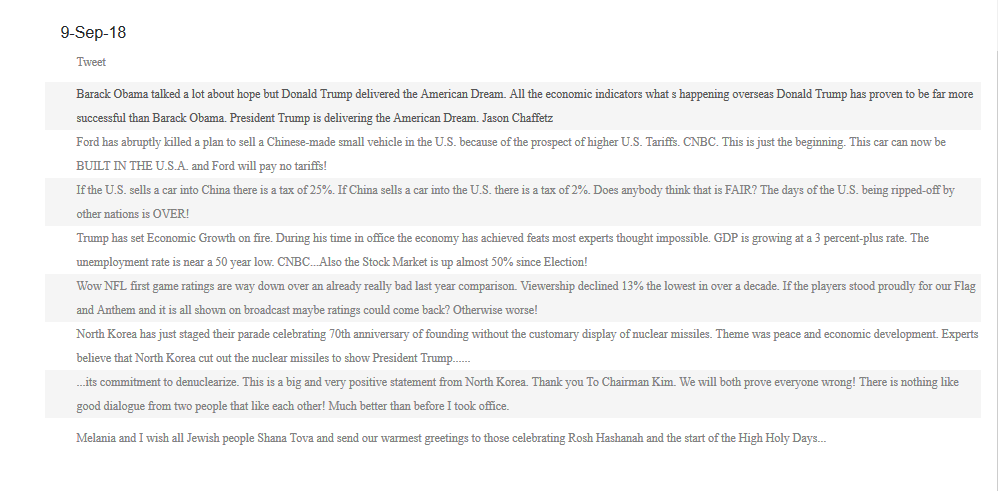 9-Sep-18
Tweet
Barack Obama talked a lot about hope but Donald Trump delivered the American Dream. All the economic indicators what s happening overseas Donald Trump has proven to be far more
successful than Barack Obama. President Trump is delivering the American Dream. Jason Chaffetz
Ford has abruptly killed a plan to sell a Chinese-made small vehicle in the U.S. because of the prospect of higher U.S. Tariffs. CNBC. This is just the beginning. This car can now be
BUILT IN THE U.S.A. and Ford will pay no tariffs!
If the U.S. sells a car into China there is a tax of 25%. If China sells a car into the U.S. there is a tax of 2%. Does anybody think that is FAIR? The days of the U.S. being ripped-off by
other nations is OVER!
Trump has set Economic Growth on fire. During his time in office the economy has achieved feats most experts thought impossible. GDP is growing at a 3 percent-plus rate. The
unemployment rate is near a 50 year low. CNBC...Also the Stock Market is up almost 50% since Election!
Wow NFL first game ratings are way down over an already really bad last year comparison. Viewership declined 13% the lowest in over a decade. If the players stood proudly for our Flag
and Anthem and it is all shown on broadcast maybe ratings could come back? Otherwise worse!
North Korea has just staged their parade celebrating 70th anniversary of founding without the customary display of nuclear missiles. Theme was peace and economic development. Experts
believe that North Korea cut out the nuclear missiles to show President Trump......
...its commitment to denuclearize. This is a big and very positive statement from North Korea. Thank you To Chairman Kim. We will both prove everyone wrong! There is nothing like
good dialogue from two people that like each other! Much better than before I took office.
Melania and I wish all Jewish people Shana Tova and send our warmest greetings to those celebrating Rosh Hashanah and the start of the High Holy Days...